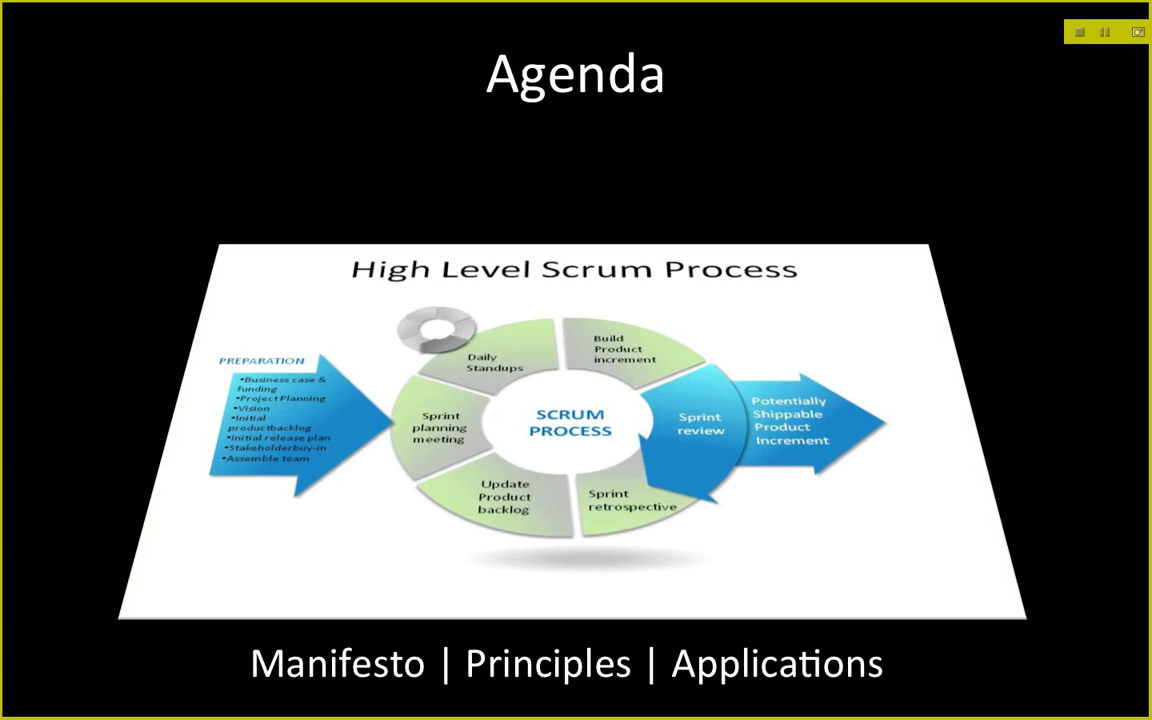 Agenda
High Level Scrum Process
PREPARATION
•Business case &
funding
•Project Planning
•Vision
•Initial
productbacklog
•Initial release plan
•Stakeholderbuy-in
•Assemble team
Daily
Standups
Build
Product
increment
Sprint
planning
meeting
SCRUM
PROCESS
Sprint
review
Potentially
Shippable
Product
Increment
Update
Product
backlog
Sprint
retrospective
Manifesto | Principles | Applications